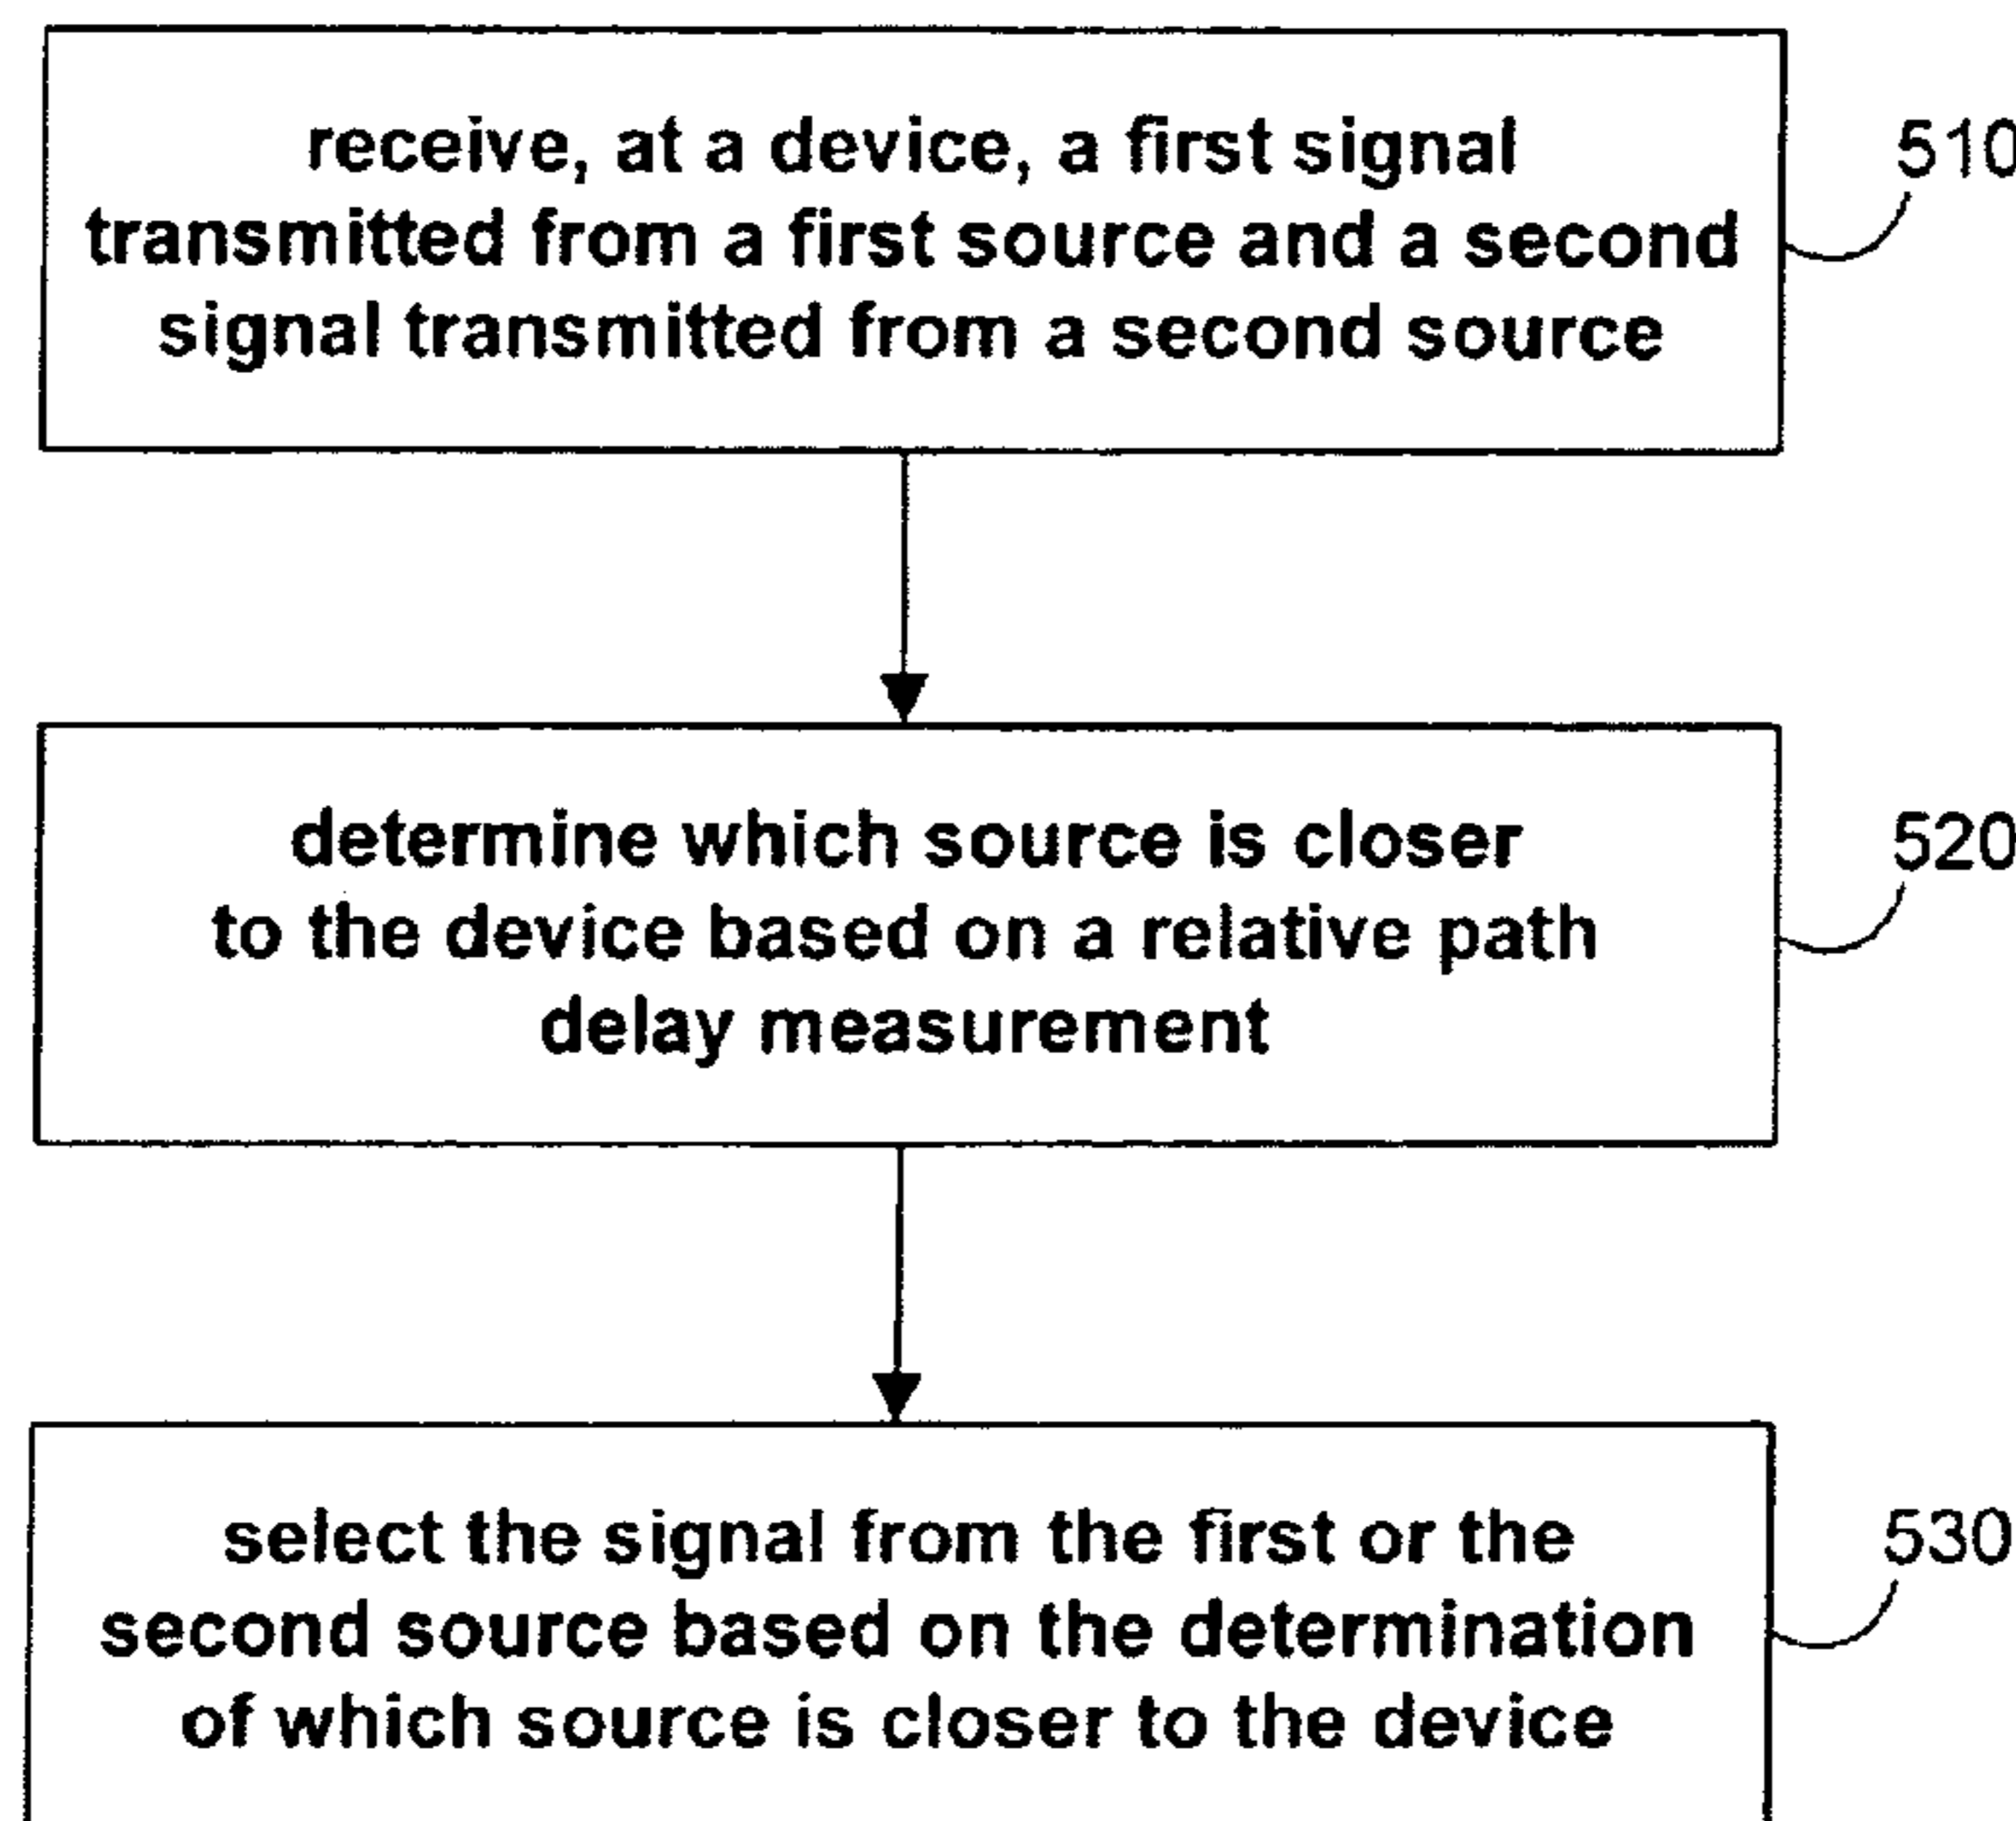 receive, at a device, a first signal
transmitted from a first source and a second
signal transmitted from a second source
510
determine which source is closer
to the device based on a relative path
delay measurement
520
select the signal from the first or the
second source based on the determination
of which source is closer to the device
530